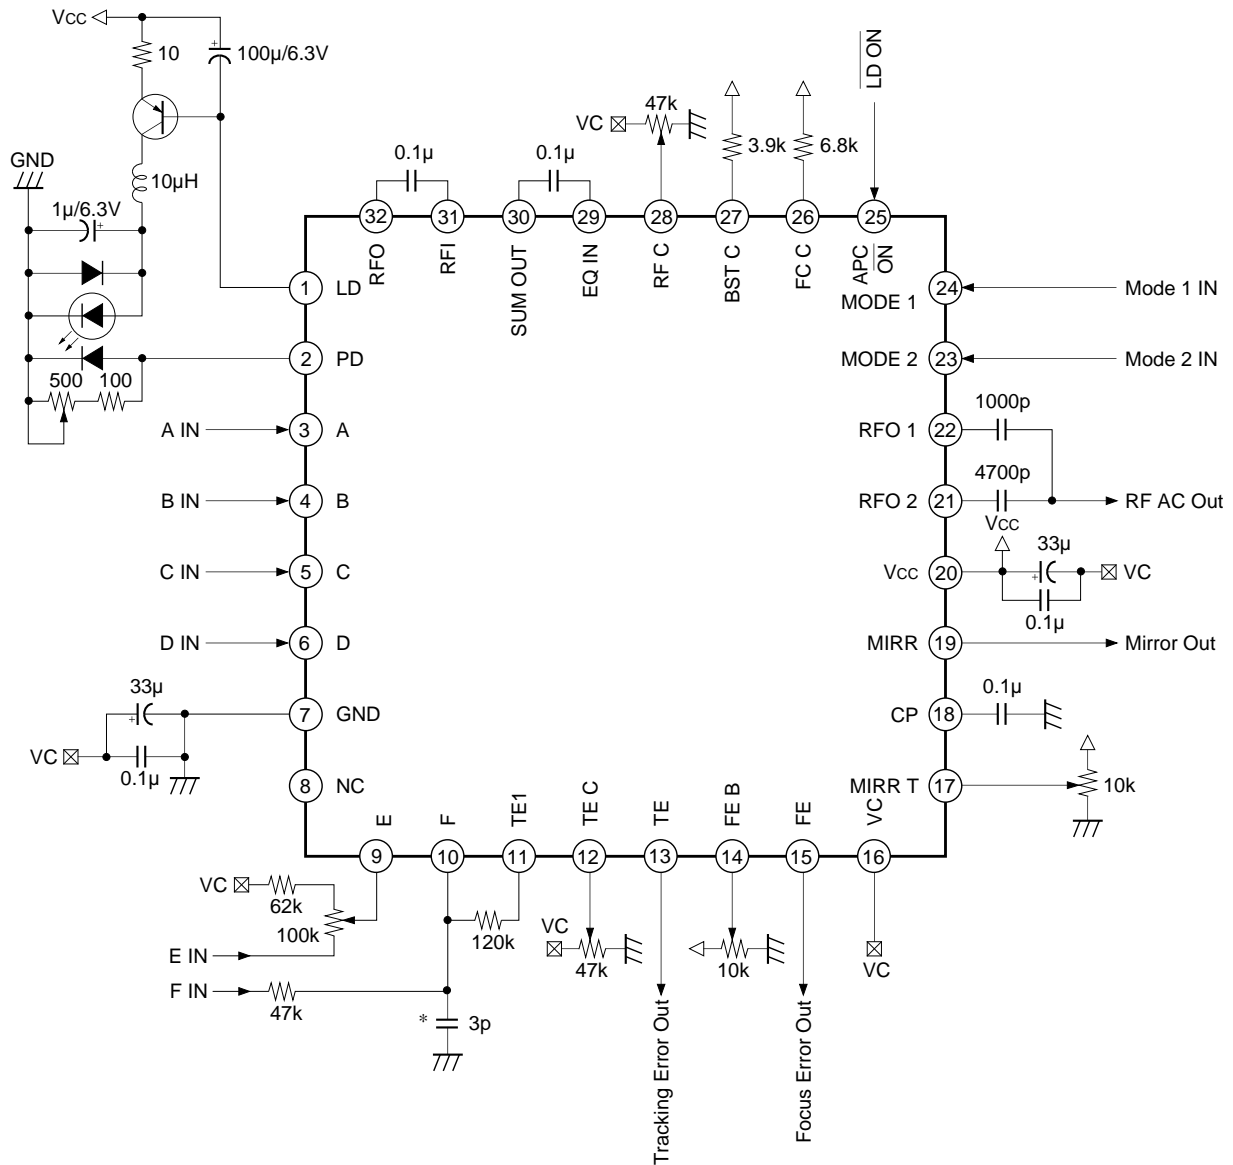 Vcc
10
100µ/6.3V
GND
10µH
1µ/6.3V
500
100
0.1µ
0.1µ
VC
47k
3.9k
6.8k
LD ON
32
31
30
29
28
27
26
25
RFO
RFI
SUM OUT
EQ IN
RF C
BST C
FC C
APC ON
1
LD
2
PD
A IN
3
A
B IN
4
B
C IN
5
C
D IN
6
D
33µ
7
GND
VC
0.1µ
8
NC
MODE 1
24
Mode 1 IN
MODE 2
23
Mode 2 IN
1000p
RFO 1
22
4700p
RFO 2
21
RF AC Out
Vcc
33µ
Vcc
20
VC
0.1µ
MIRR
19
Mirror Out
0.1µ
CP
18
MIRR T
17
10k
E
F
TE1
TE C
TE
FE B
FE
VC
9
10
11
12
13
14
15
16
VC
62k
100k
E IN
F IN
47k
120k
*
3p
VC
47k
10k
VC
Tracking Error Out
Focus Error Out